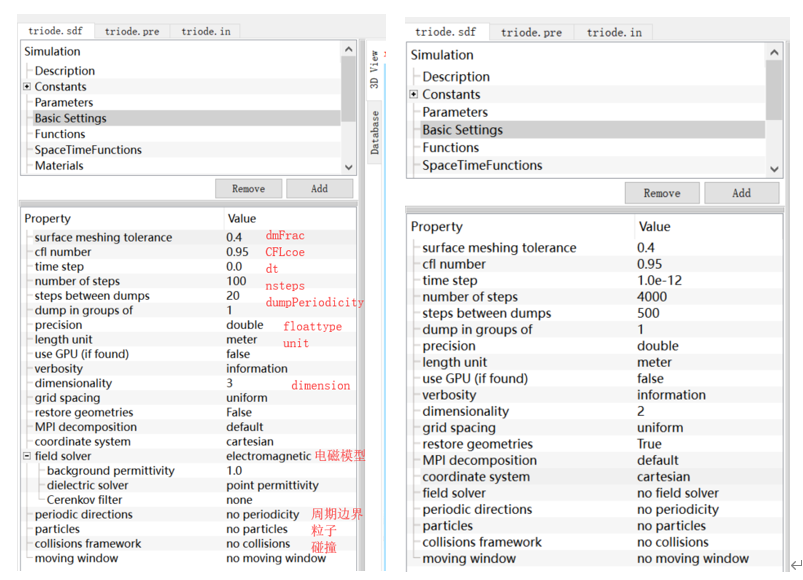 triode.sdf triode.pre triode.in
Simulation
Description
Constants
Parameters
Basic Settings
Functions
SpaceTimeFunctions
Materials
Remove Add
Property Value
surface meshing tolerance 0.4 dmFrac
cfl number 0.95 CFLcoe
time step 0.0 dt
number of steps 100 nsteps
steps between dumps 20 dumpPeriodicity
dump in groups of 1
precision double floattype
length unit meter unit
use GPU (if found) false
verbosity information
dimensionality 3 dimension
grid spacing uniform
restore geometries False
MPI decomposition default
coordinate system cartesian
field solver electromagnetic 电磁模型
background permittivity 1.0
dielectric solver point permittivity
Cerenkov filter none
periodic directions no periodicity 周期边界
particles no particles 粒子
collisions framework no collisions 碰撞
moving window no moving window
3D View
Database
triode.sdf triode.pre triode.in
Simulation
Description
Constants
Parameters
Basic Settings
Functions
SpaceTimeFunctions
Remove Add
Property Value
surface meshing tolerance 0.4
cfl number 0.95
time step 1.0e-12
number of steps 4000
steps between dumps 500
dump in groups of 1
precision double
length unit meter
use GPU (if found) false
verbosity information
dimensionality 2
grid spacing uniform
restore geometries True
MPI decomposition default
coordinate system cartesian
field solver no field solver
periodic directions no periodicity
particles no particles
collisions framework no collisions
moving window no moving window